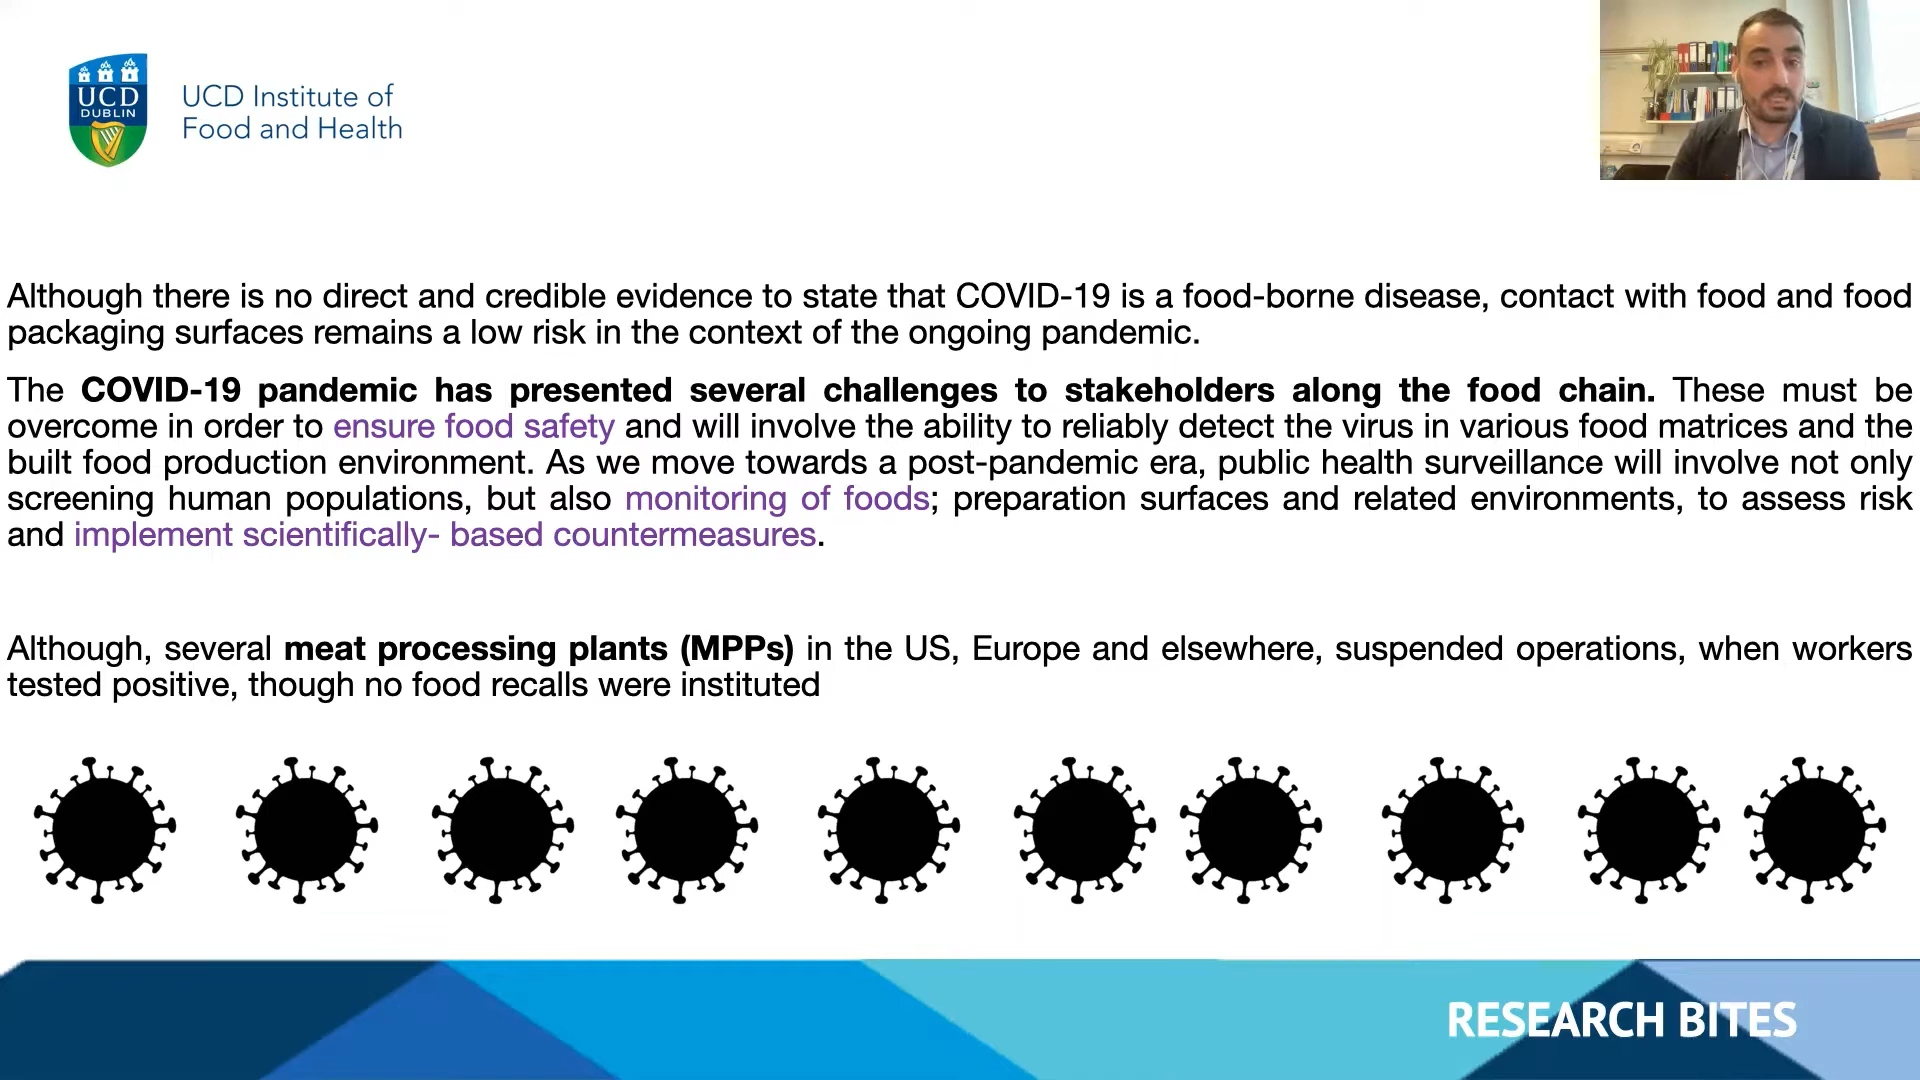 UCD
DUBLIN
UCD Institute of
Food and Health
Although there is no direct and credible evidence to state that COVID-19 is a food-borne disease, contact with food and food
packaging surfaces remains a low risk in the context of the ongoing pandemic.
The COVID-19 pandemic has presented several challenges to stakeholders along the food chain. These must be
overcome in order to ensure food safety and will involve the ability to reliably detect the virus in various food matrices and the
built food production environment. As we move towards a post-pandemic era, public health surveillance will involve not only
screening human populations, but also monitoring of foods; preparation surfaces and related environments, to assess risk
and implement scientifically- based countermeasures.
Although, several meat processing plants (MPPs) in the US, Europe and elsewhere, suspended operations, when workers
tested positive, though no food recalls were instituted
RESEARCH BITES